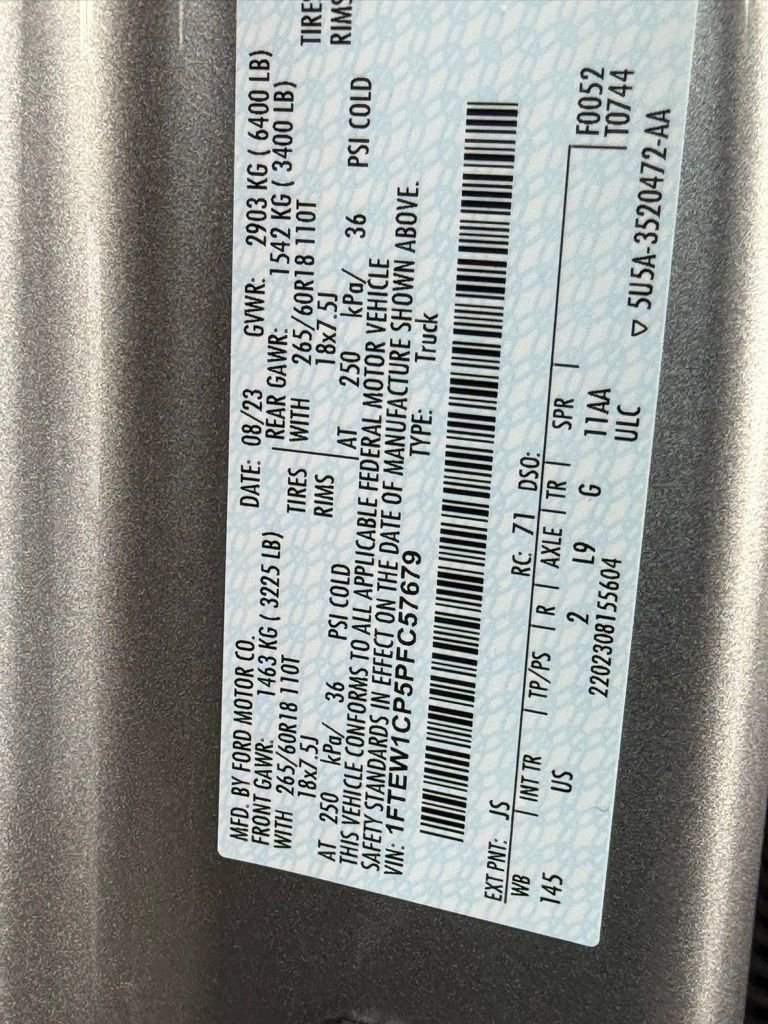 MFD. BY FORD MOTOR CO. DATE: 08/23 GVWR: 2903 KG ( 6400 LB)
FRONT GAWR: 1463 KG ( 3225 LB) REAR GAWR: 1542 KG ( 3400 LB)
WITH 265/60R18 110T TIRES WITH 265/60R18 110T TIRE
18x7.5J RIMS 18x7.5J RIMS
AT 250 kPa/ 36 PSI COLD AT 250 kPa/ 36 PSI COLD
THIS VEHICLE CONFORMS TO ALL APPLICABLE FEDERAL MOTOR VEHICLE
SAFETY STANDARDS IN EFFECT ON THE DATE OF MANUFACTURE SHOWN ABOVE.
VIN: 1FTEW1CP5PFC57679 TYPE: Truck
EXT PNT: JS RC: 71 DSO:
WB INT TR TP/PS R AXLE TR SPR F0052
145 US 2 L9 G 11AA T0744
2202308155604 ULC
▽ 5U5A-3520472-AA